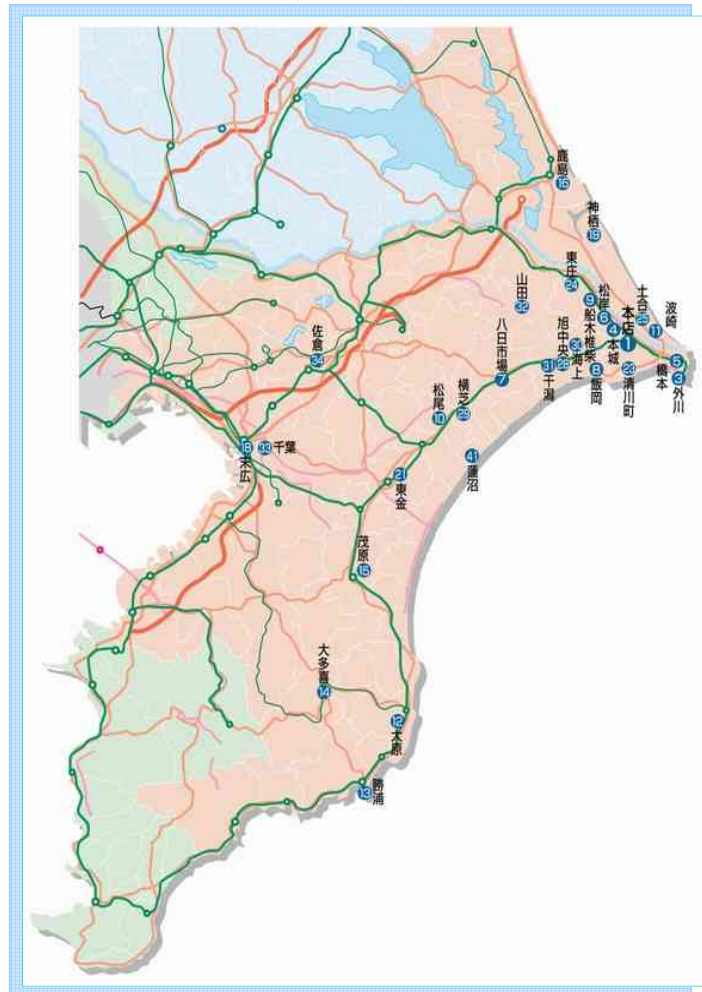 鹿島
16
神栖
19
東庄
24
山田
32
9
船木椎柴
松岸
6
4
本城
本店
1
土合
25
波崎
11
橋本
5
3
外川
清川町
23
飯岡
8
海上
30
旭中央
26
干潟
31
八日市場
7
佐倉
34
横芝
29
松尾
10
蓮沼
41
東金
21
18
末広
33
千葉
茂原
15
大多喜
14
12
大原
13
勝浦